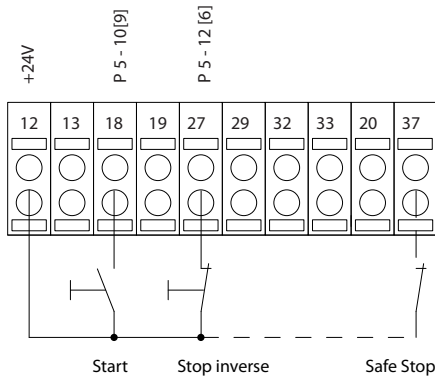 +24V
P 5 - 10[9]
P 5 - 12 [6]
12 13 18 19 27 29 32 33 20 37
Start Stop inverse Safe Stop